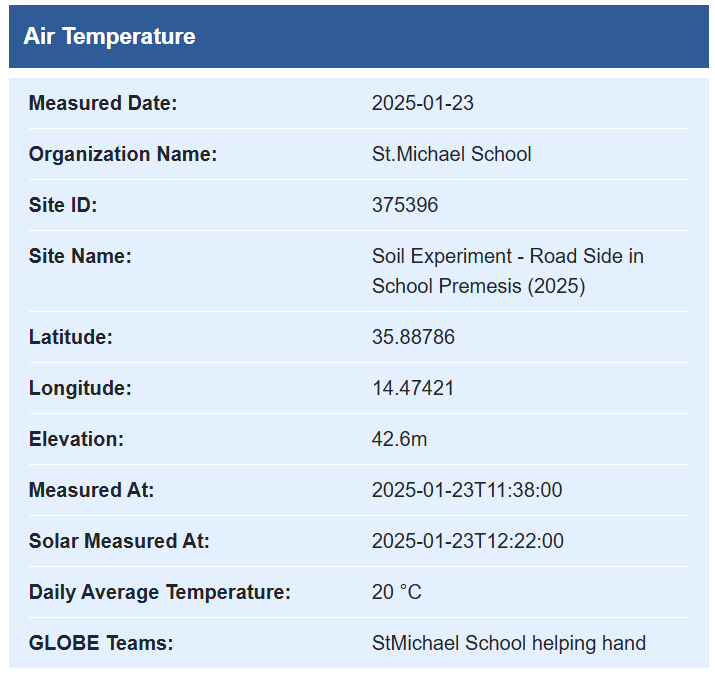 Air Temperature
Measured Date: 2025-01-23
Organization Name: St.Michael School
Site ID: 375396
Site Name: Soil Experiment - Road Side in
School Premesis (2025)
Latitude: 35.88786
Longitude: 14.47421
Elevation: 42.6m
Measured At: 2025-01-23T11:38:00
Solar Measured At: 2025-01-23T12:22:00
Daily Average Temperature: 20 °C
GLOBE Teams: StMichael School helping hand